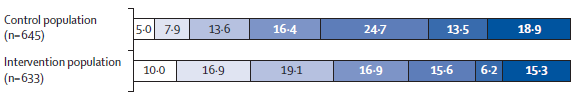 Control population
(n=645)
5·0 7·9 13·6 16·4 24·7 13·5 18·9
Intervention population
(n=633)
10·0 16·9 19·1 16·9 15·6 6·2 15·3